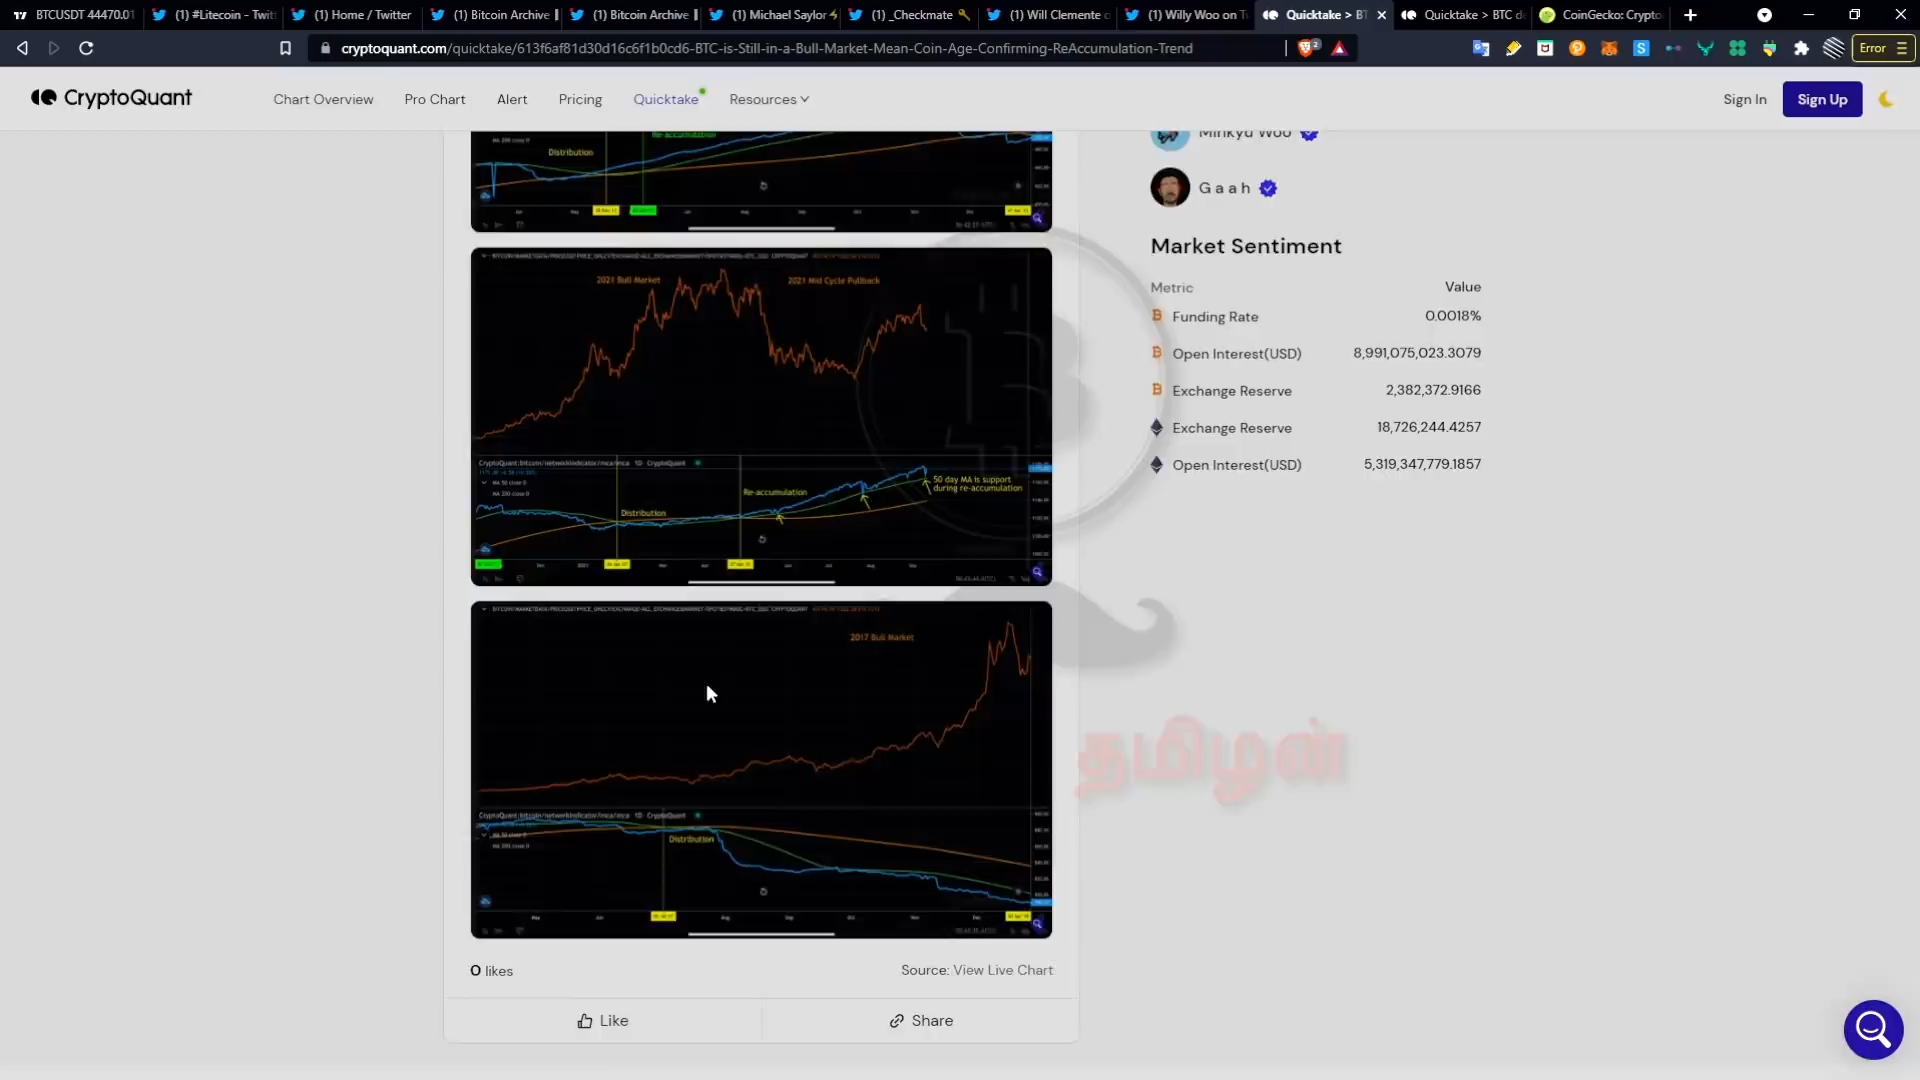 BTCUSDT 44470.01
(1) #Litecoin - Twit
(1) Home / Twitter
(1) Bitcoin Archive
(1) Bitcoin Archive
(1) Michael Saylor⚡
(1) _Checkmate 🔑
(1) Will Clemente
(1) Willy Woo on T
Quicktake > BT
Quicktake > BTC d
CoinGecko: Crypto
cryptoquant.com/quicktake/613f6af81d30d16c6f1b0cd6-BTC-is-Still-in-a-Bull-Market-Mean-Coin-Age-Confirming-ReAccumulation-Trend
2
Error
CryptoQuant
Chart Overview
Pro Chart
Alert
Pricing
Quicktake
Resources
Sign In
Sign Up
Re-accumulation
Distribution
Minkyu Woo
G a a h
Market Sentiment
Metric Value
Funding Rate 0.0018%
Open Interest(USD) 8,991,075,023.3079
Exchange Reserve 2,382,372.9166
Exchange Reserve 18,726,244.4257
Open Interest(USD) 5,319,347,779.1857
2021 Bull Market
2021 Mid Cycle Pullback
Re-accumulation
50 day MA is support
during re-accumulation
Distribution
தமிழன்
2017 Bull Market
Distribution
0 likes
Source: View Live Chart
Like
Share